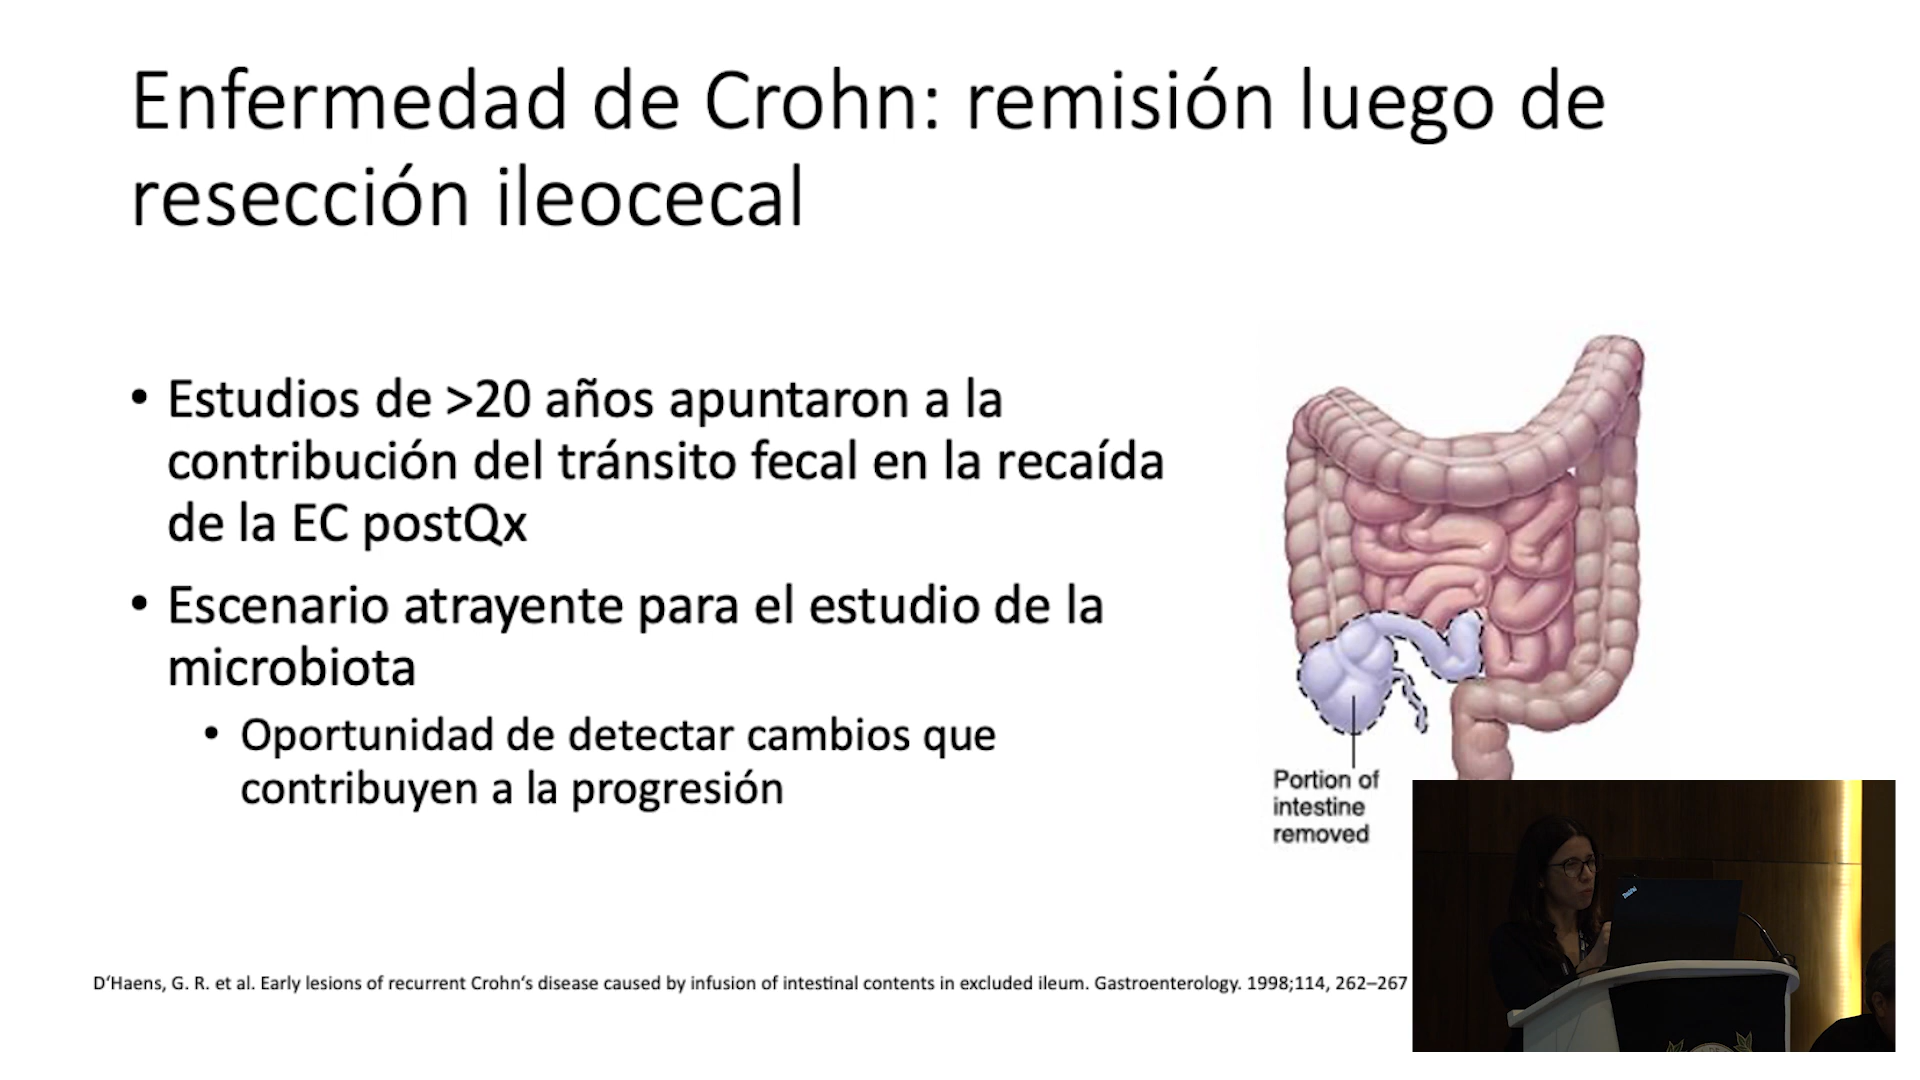 Enfermedad de Crohn: remisión luego de
resección ileocecal
• Estudios de >20 años apuntaron a la
contribución del tránsito fecal en la recaída
de la EC postQx
• Escenario atrayente para el estudio de la
microbiota
• Oportunidad de detectar cambios que
contribuyen a la progresión
Portion of
intestine
removed
D‘Haens, G. R. et al. Early lesions of recurrent Crohn‘s disease caused by infusion of intestinal contents in excluded ileum. Gastroenterology. 1998;114, 262–267
ThinkPad